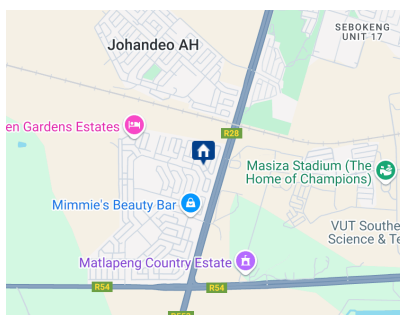 SEBOKENG
UNIT 17
Johandeo AH
en Gardens Estates
R28
Masiza Stadium (The
Home of Champions)
Mimmie's Beauty Bar
VUT Southe
Science & Te
Matlapeng Country Estate
R54
R54